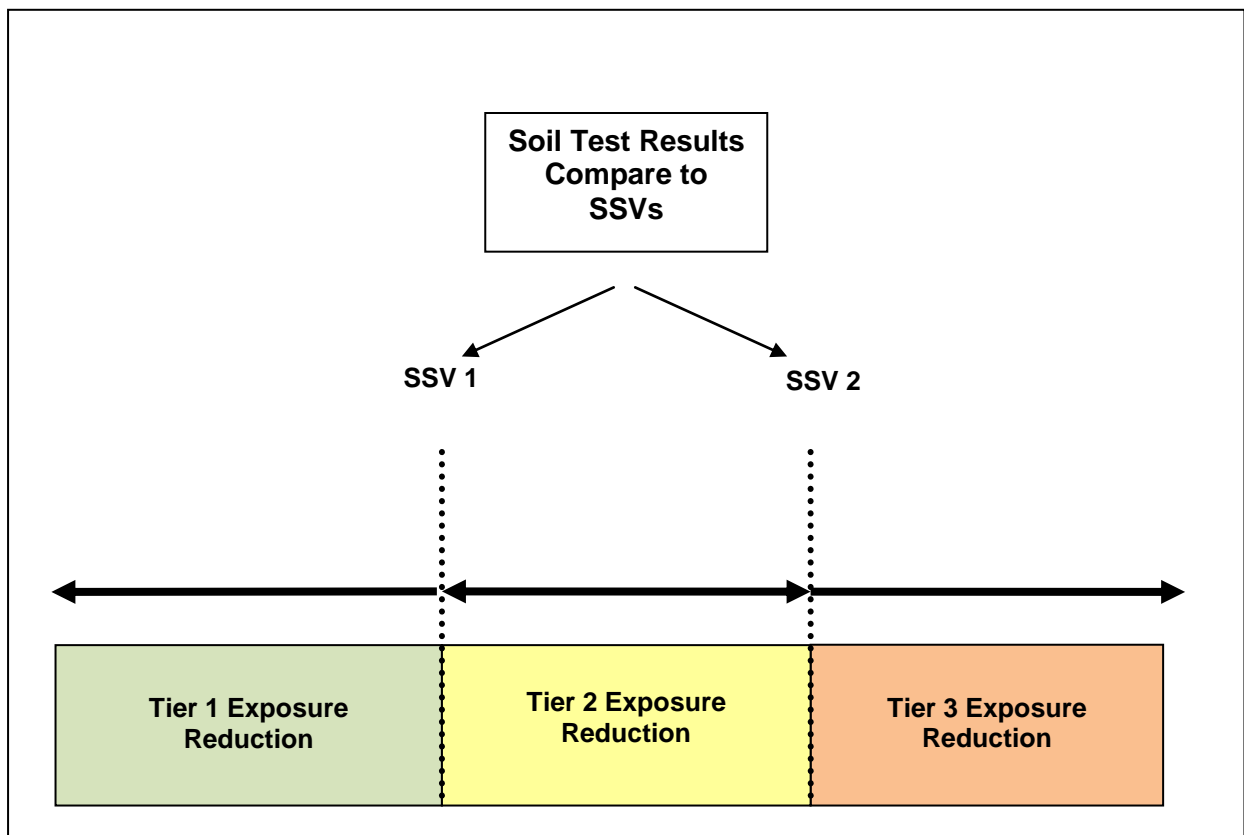 Soil Test Results
Compare to
SSVs
SSV 1
SSV 2
Tier 1 Exposure
Reduction
Tier 2 Exposure
Reduction
Tier 3 Exposure
Reduction